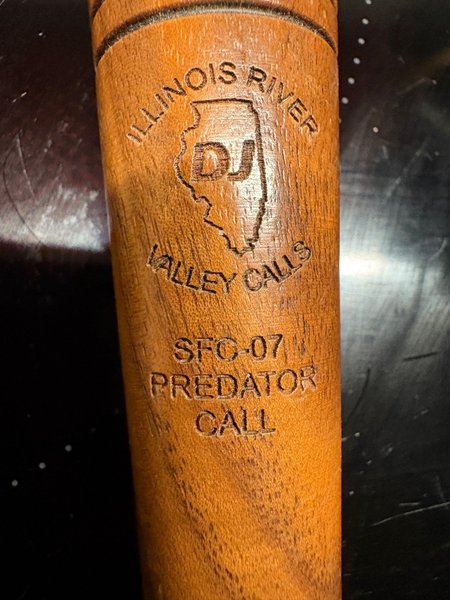 ILLINOIS RIVER
DJ
VALLEY CALLS
SFC-07
PREDATOR
CALL